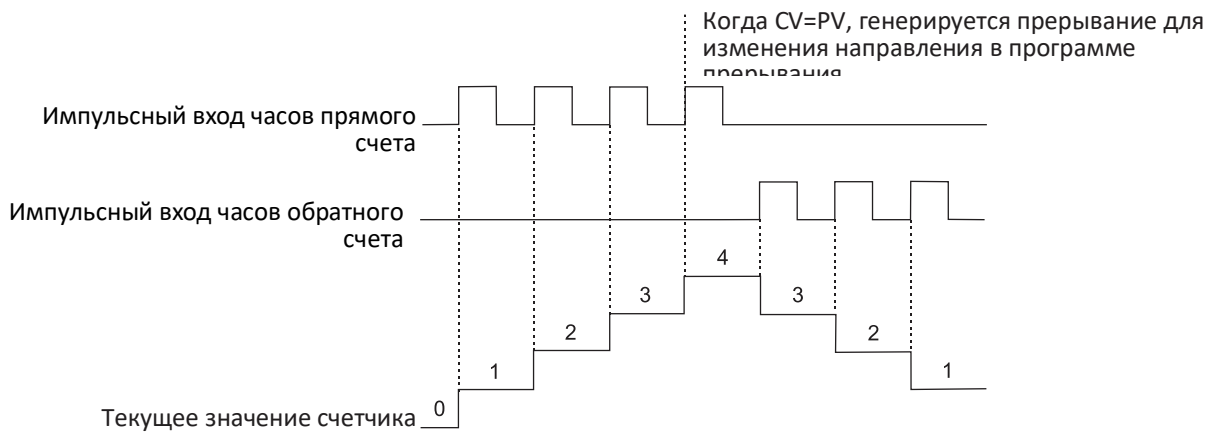 Когда CV=PV, генерируется прерывание для
изменения направления в программе
прерывания
Импульсный вход часов прямого
счета
Импульсный вход часов обратного
счета
4
3
3
2
2
1
1
0
Текущее значение счетчика